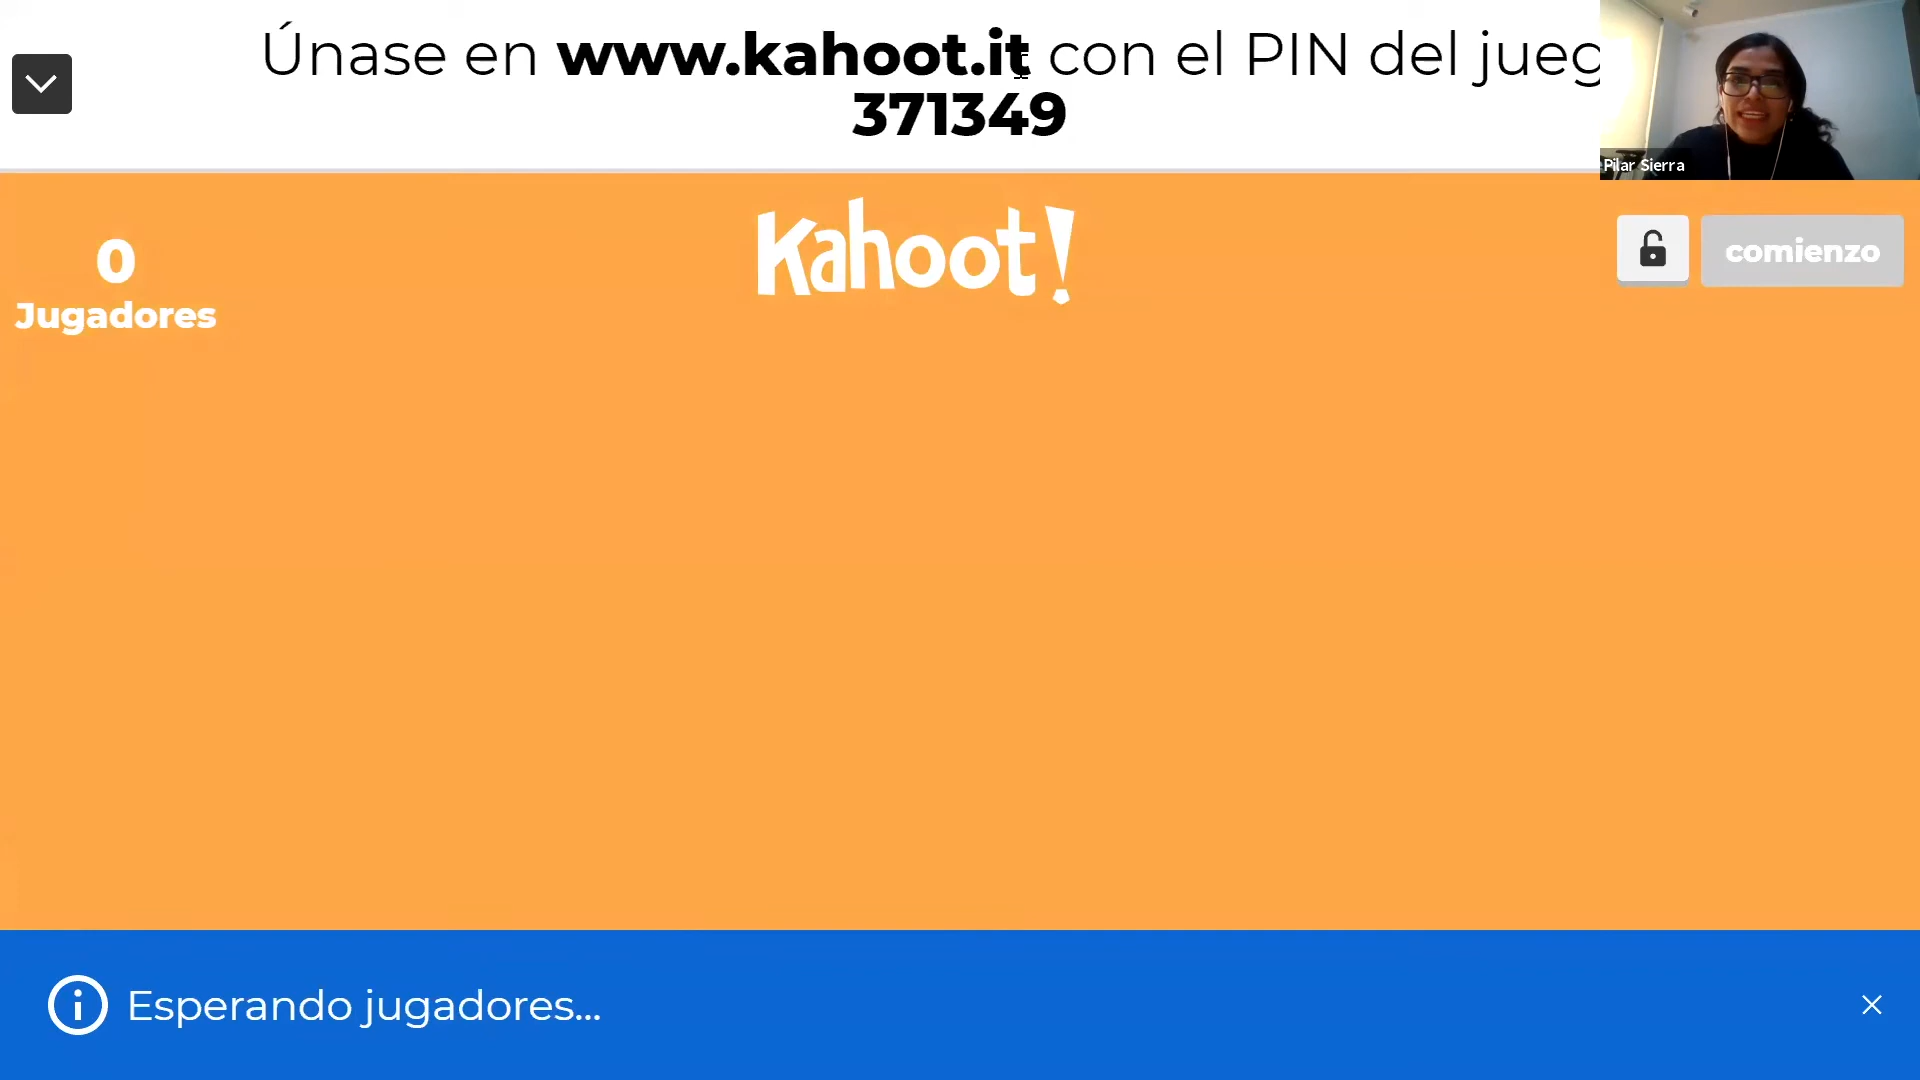 Únase en www.kahoot.it con el PIN del jueg
371349
Pilar Sierra
Kahoot!
comienzo
0
Jugadores
Esperando jugadores...